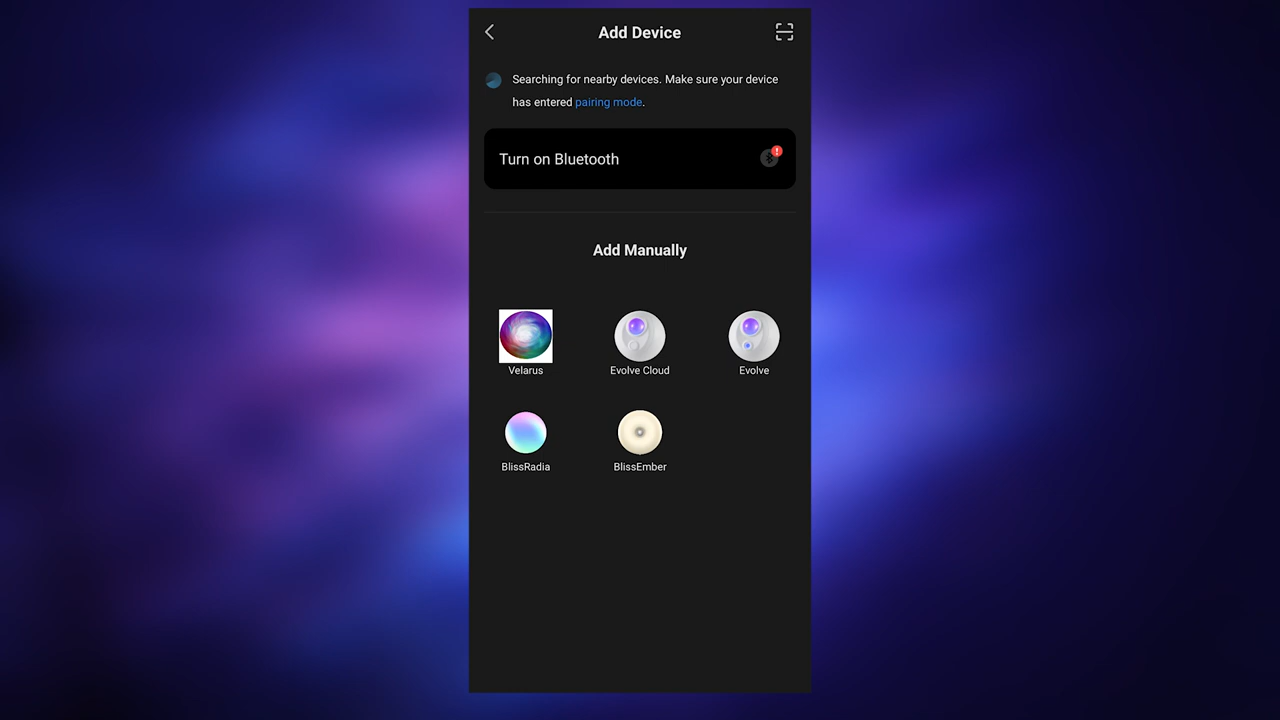 Add Device
Searching for nearby devices. Make sure your device
has entered pairing mode.
Turn on Bluetooth
Add Manually
Velarus
Evolve Cloud
Evolve
BlissRadia
BlissEmber